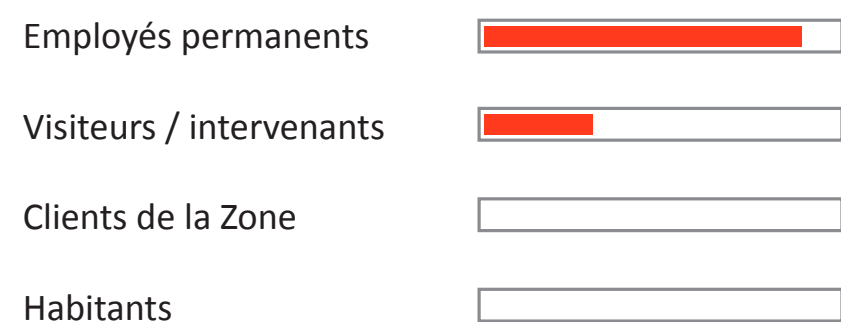 Employés permanents
Visiteurs / intervenants
Clients de la Zone
Habitants